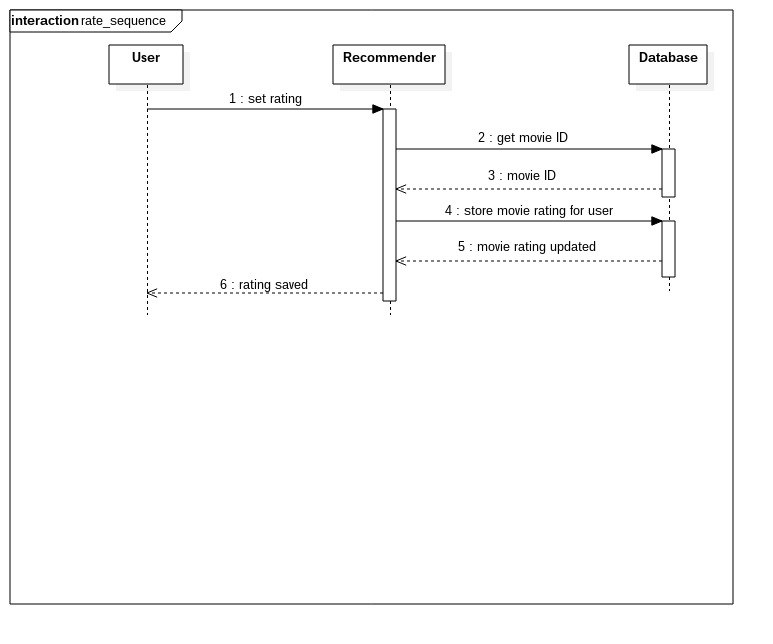 interaction rate_sequence
User
Recommender
Database
1 : set rating
2 : get movie ID
3 : movie ID
4 : store movie rating for user
5 : movie rating updated
6 : rating saved